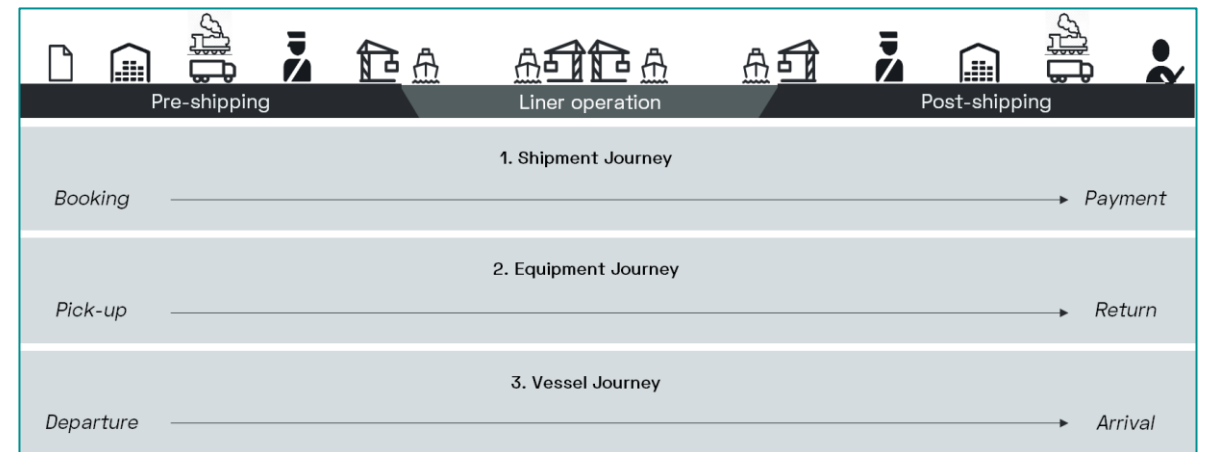 Pre-shipping Liner operation Post-shipping
1. Shipment Journey
Booking Payment
2. Equipment Journey
Pick-up Return
3. Vessel Journey
Departure Arrival